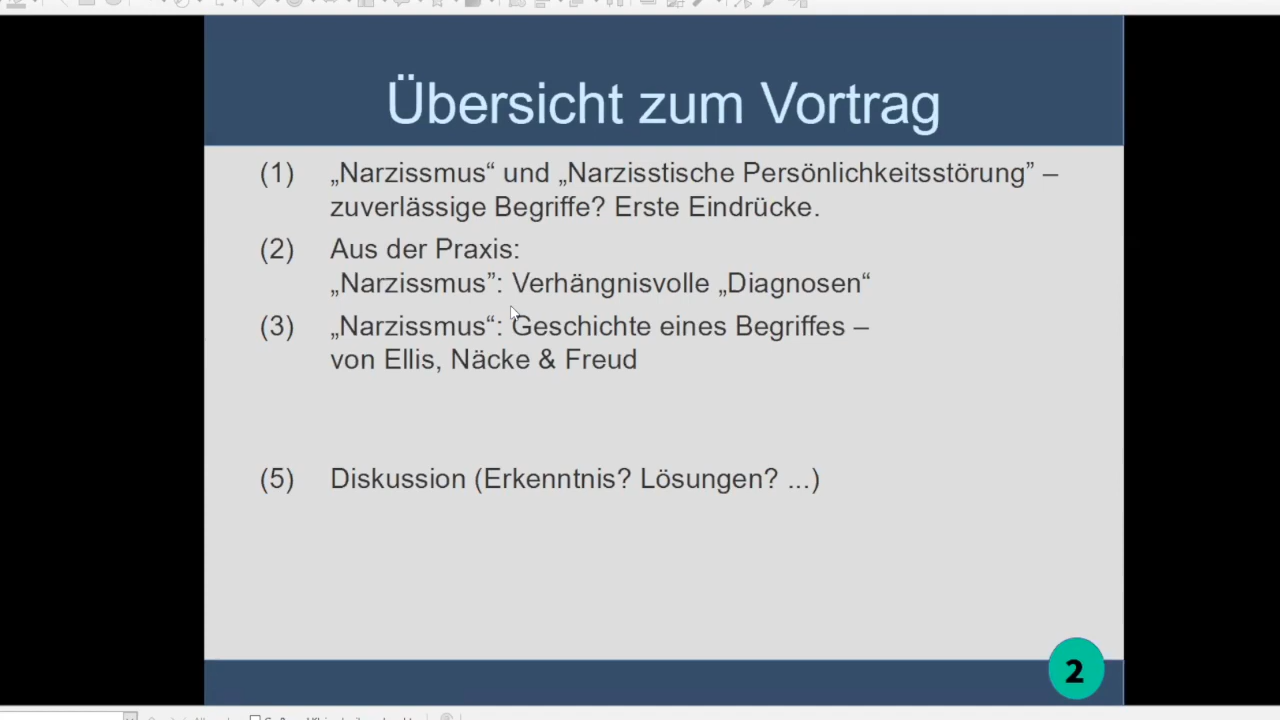 Übersicht zum Vortrag
(1) „Narzissmus“ und „Narzisstische Persönlichkeitsstörung” –
zuverlässige Begriffe? Erste Eindrücke.
(2) Aus der Praxis:
„Narzissmus”: Verhängnisvolle „Diagnosen“
(3) „Narzissmus“: Geschichte eines Begriffes –
von Ellis, Näcke & Freud
(5) Diskussion (Erkenntnis? Lösungen? ...)
2